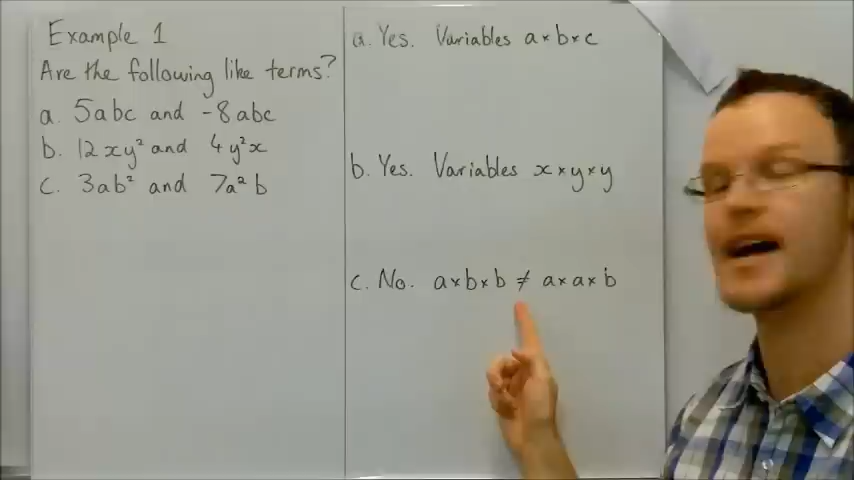 Example 1
Are the following like terms?
a. 5abc and -8abc
b. 12xy² and 4y²x
c. 3ab² and 7a²b
a. Yes. Variables a×b×c
b. Yes. Variables x×y×y
c. No. a×b×b ≠ a×a×b